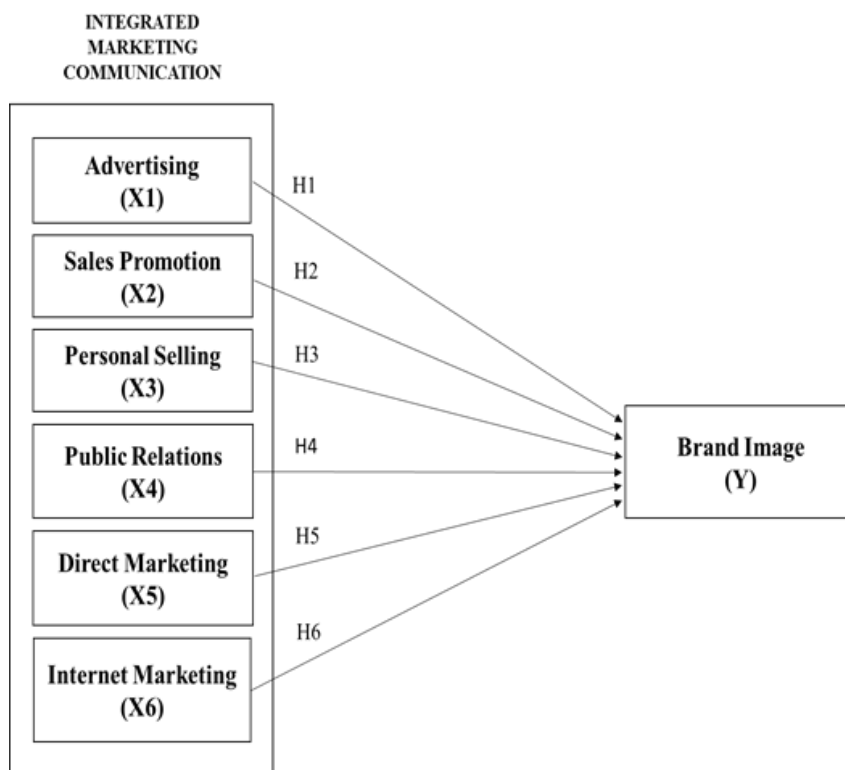 INTEGRATED
MARKETING
COMMUNICATION
Advertising
(X1)
H1
Sales Promotion
(X2)
H2
Personal Selling
(X3)
H3
Public Relations
(X4)
H4
Direct Marketing
(X5)
H5
Internet Marketing
(X6)
H6
Brand Image
(Y)